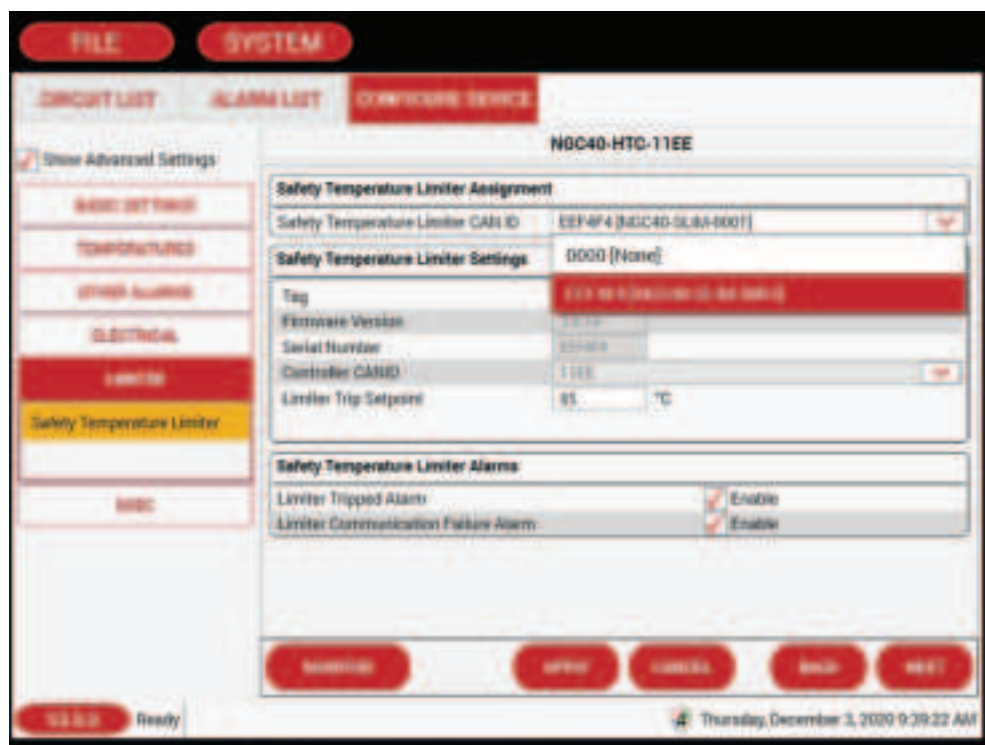 FILE SYSTEM
CIRCUIT LIST ALARM LIST CONFIGURE DEVICE
NGC40-HTC-11EE
Show Advanced Settings
BASIC SETTINGS
TEMPERATURES
OTHER ALARMS
ELECTRICAL
LIMITER
Safety Temperature Limiter
MISC
Safety Temperature Limiter Assignment
Safety Temperature Limiter CAN ID
Safety Temperature Limiter Settings
0000 [None]
Tag
Firmware Version
Serial Number
Controller CANID 11EE
Limiter Trip Setpoint 85 °C
Safety Temperature Limiter Alarms
Limiter Tripped Alarm Enable
Limiter Communication Failure Alarm Enable
APPLY CANCEL BACK NEXT
Ready
Thursday, December 3, 2020 9:39:22 AM